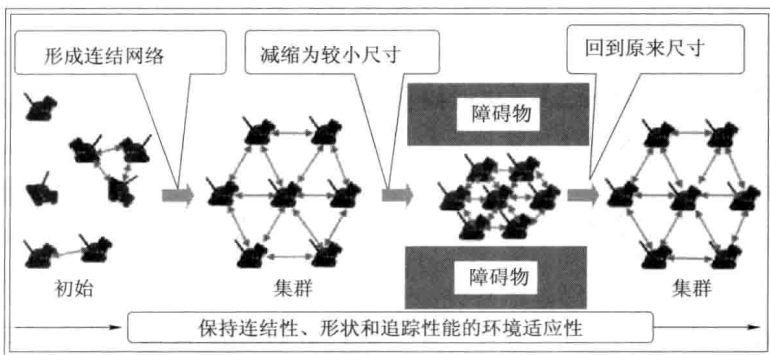 形成连结网络
减缩为较小尺寸
回到原来尺寸
障碍物
障碍物
初始
集群
集群
保持连结性、形状和追踪性能的环境适应性